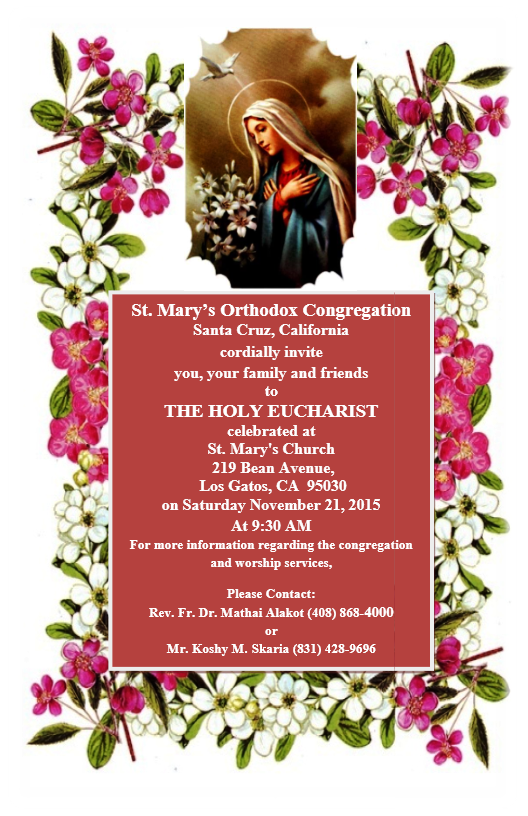 St. Mary’s Orthodox Congregation
Santa Cruz, California
cordially invite
you, your family and friends
to
THE HOLY EUCHARIST
celebrated at
St. Mary's Church
219 Bean Avenue,
Los Gatos, CA  95030
on Saturday November 21, 2015
At 9:30 AM
For more information regarding the congregation
and worship services,
Please Contact:
Rev. Fr. Dr. Mathai Alakot (408) 868-4000
or
Mr. Koshy M. Skaria (831) 428-9696